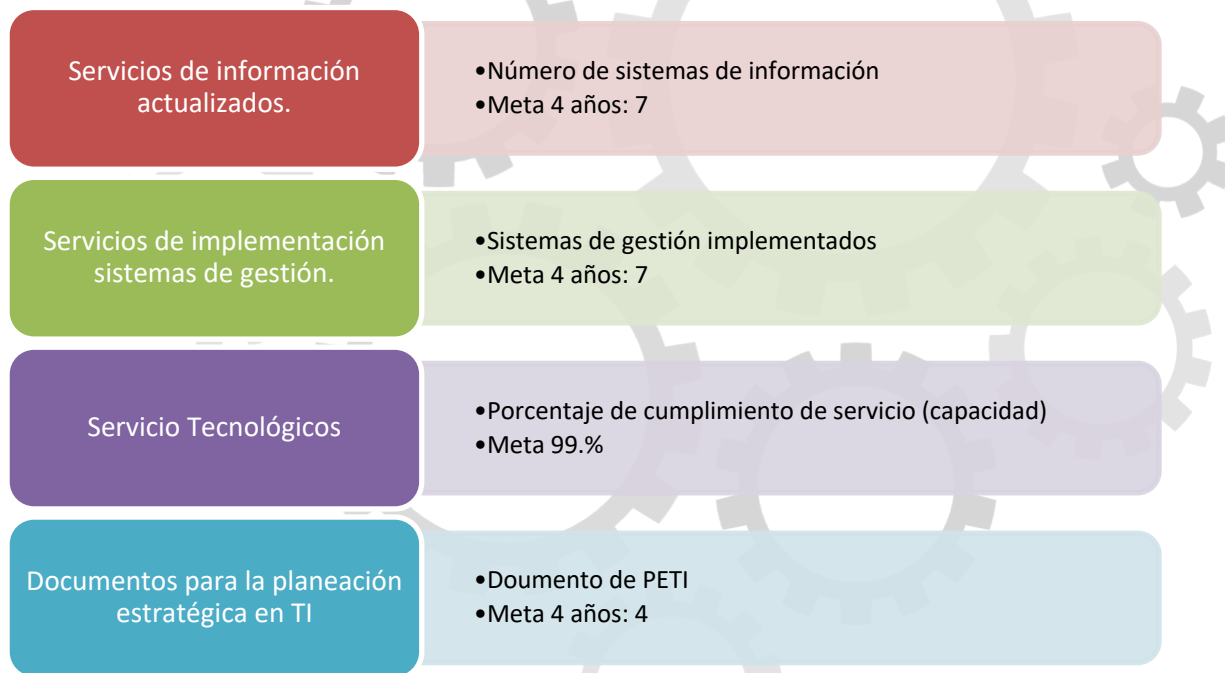 Servicios de información
actualizados.
•Número de sistemas de información
•Meta 4 años: 7
Servicios de implementación
sistemas de gestión.
•Sistemas de gestión implementados
•Meta 4 años: 7
Servicio Tecnológicos
•Porcentaje de cumplimiento de servicio (capacidad)
•Meta 99.%
Documentos para la planeación
estratégica en TI
•Doumento de PETI
•Meta 4 años: 4